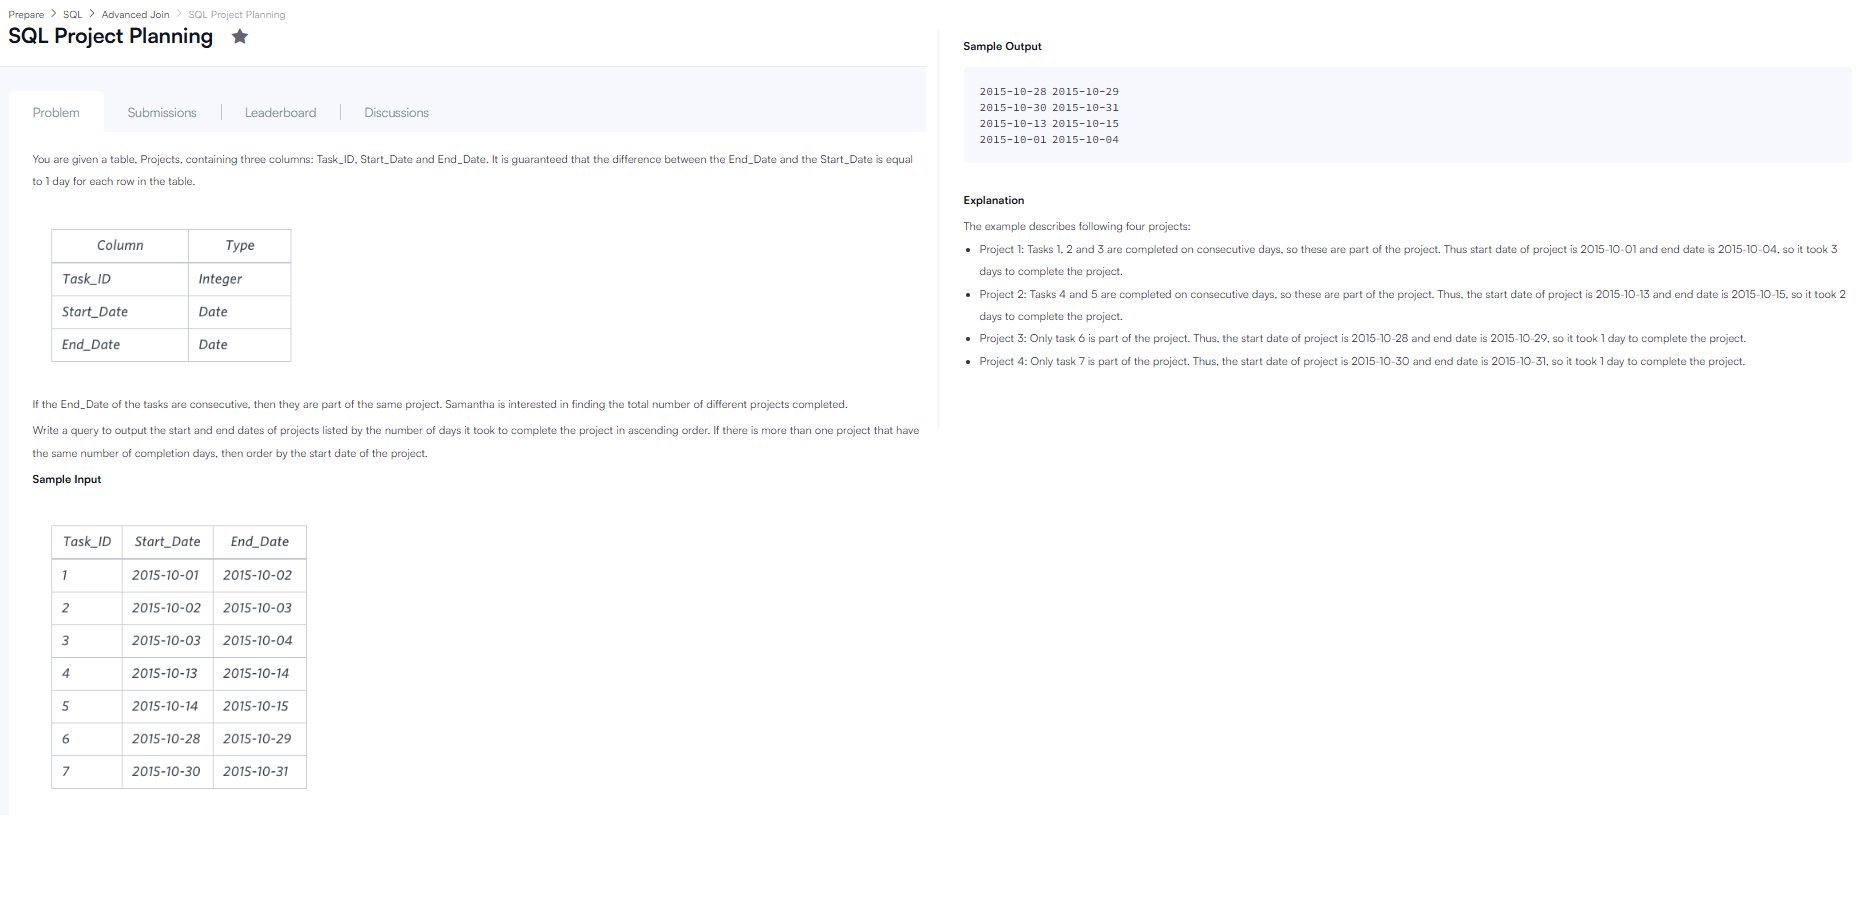 Prepare > SQL > Advanced Join > SQL Project Planning
SQL Project Planning
Problem
Submissions
Leaderboard
Discussions
You are given a table, Projects, containing three columns: Task_ID, Start_Date and End_Date. It is guaranteed that the difference between the End_Date and the Start_Date is equal
to 1 day for each row in the table.
Column Type
Task_ID Integer
Start_Date Date
End_Date Date
If the End_Date of the tasks are consecutive, then they are part of the same project. Samantha is interested in finding the total number of different projects completed.
Write a query to output the start and end dates of projects listed by the number of days it took to complete the project in ascending order. If there is more than one project that have
the same number of completion days, then order by the start date of the project.
Sample Input
Task_ID Start_Date End_Date
1 2015-10-01 2015-10-02
2 2015-10-02 2015-10-03
3 2015-10-03 2015-10-04
4 2015-10-13 2015-10-14
5 2015-10-14 2015-10-15
6 2015-10-28 2015-10-29
7 2015-10-30 2015-10-31
Sample Output
2015-10-28 2015-10-29
2015-10-30 2015-10-31
2015-10-13 2015-10-15
2015-10-01 2015-10-04
Explanation
The example describes following four projects:
• Project 1: Tasks 1, 2 and 3 are completed on consecutive days, so these are part of the project. Thus start date of project is 2015-10-01 and end date is 2015-10-04, so it took 3
days to complete the project.
• Project 2: Tasks 4 and 5 are completed on consecutive days, so these are part of the project. Thus, the start date of project is 2015-10-13 and end date is 2015-10-15, so it took 2
days to complete the project.
• Project 3: Only task 6 is part of the project. Thus, the start date of project is 2015-10-28 and end date is 2015-10-29, so it took 1 day to complete the project.
• Project 4: Only task 7 is part of the project. Thus, the start date of project is 2015-10-30 and end date is 2015-10-31, so it took 1 day to complete the project.